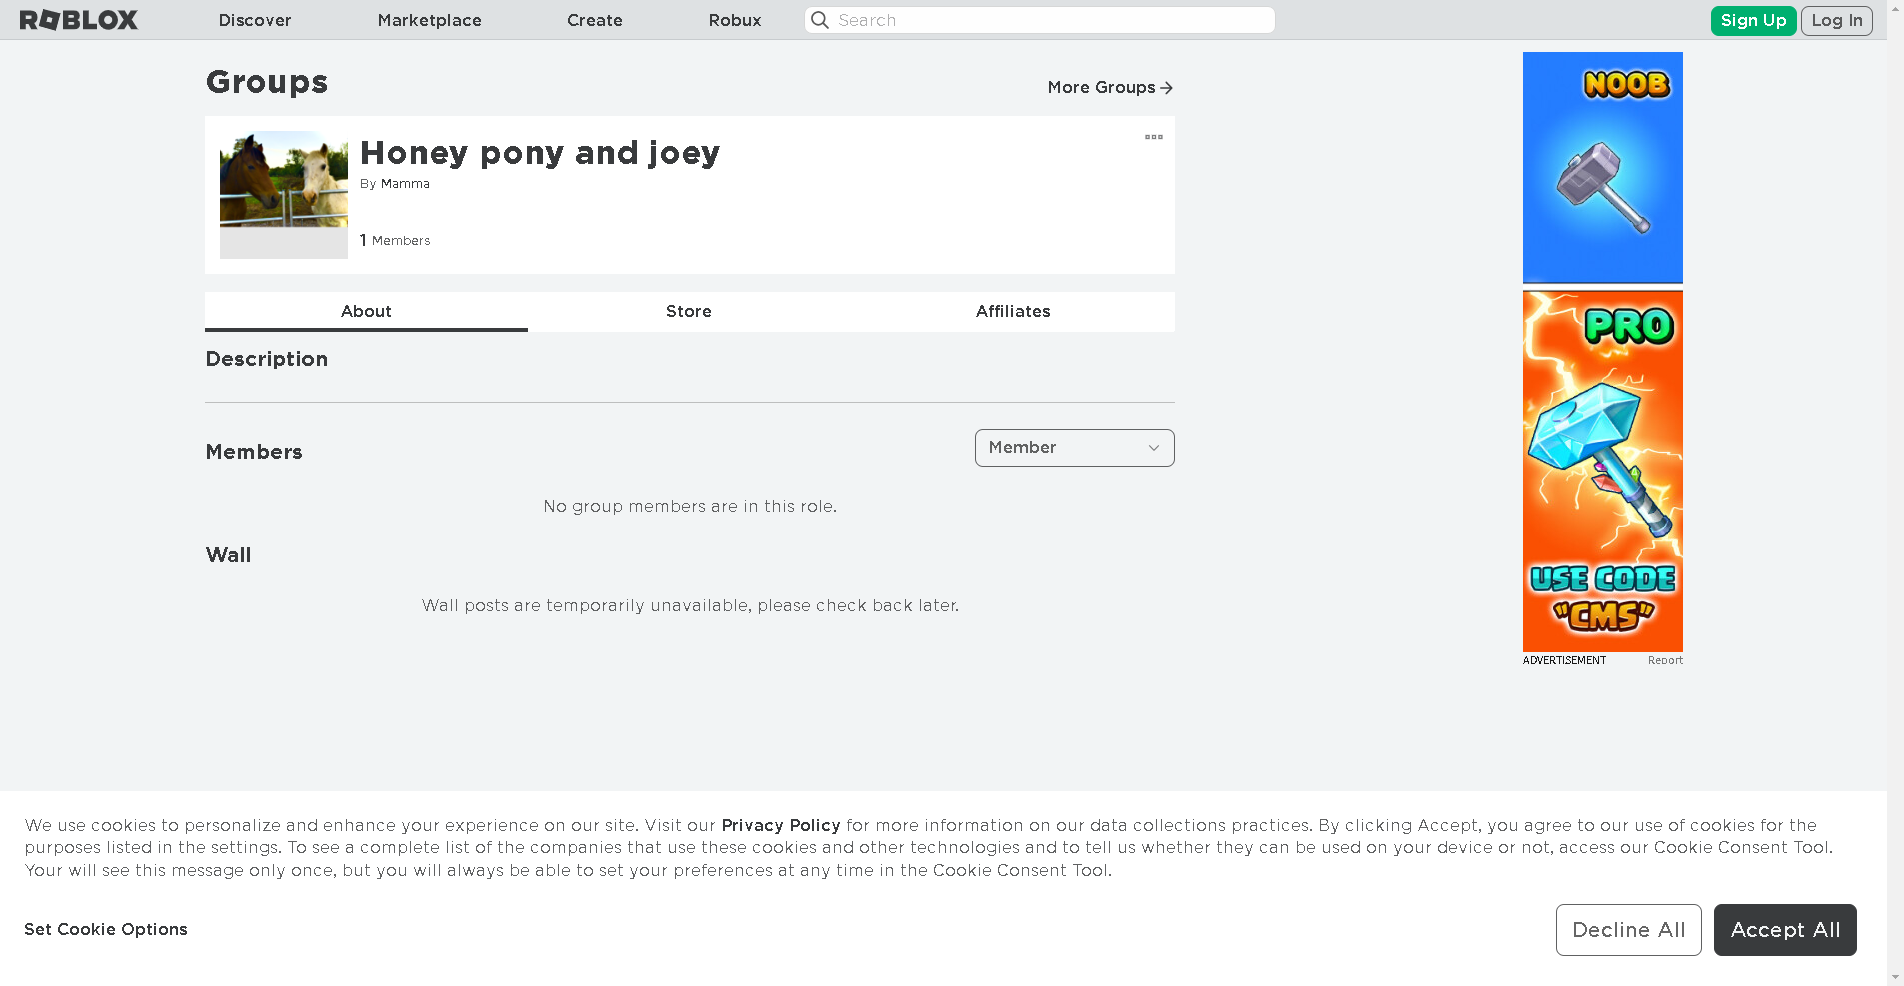 ROBLOX Discover Marketplace Create Robux Search Sign Up Log In
Groups
More Groups
Honey pony and joey
By Mamma
1 Members
About Store Affiliates
Description
Members
Member
No group members are in this role.
Wall
Wall posts are temporarily unavailable, please check back later.
NOOB
PRO
USE CODE
"CMS"
ADVERTISEMENT Report
We use cookies to personalize and enhance your experience on our site. Visit our Privacy Policy for more information on our data collections practices. By clicking Accept, you agree to our use of cookies for the
purposes listed in the settings. To see a complete list of the companies that use these cookies and other technologies and to tell us whether they can be used on your device or not, access our Cookie Consent Tool.
Your will see this message only once, but you will always be able to set your preferences at any time in the Cookie Consent Tool.
Set Cookie Options
Decline All
Accept All